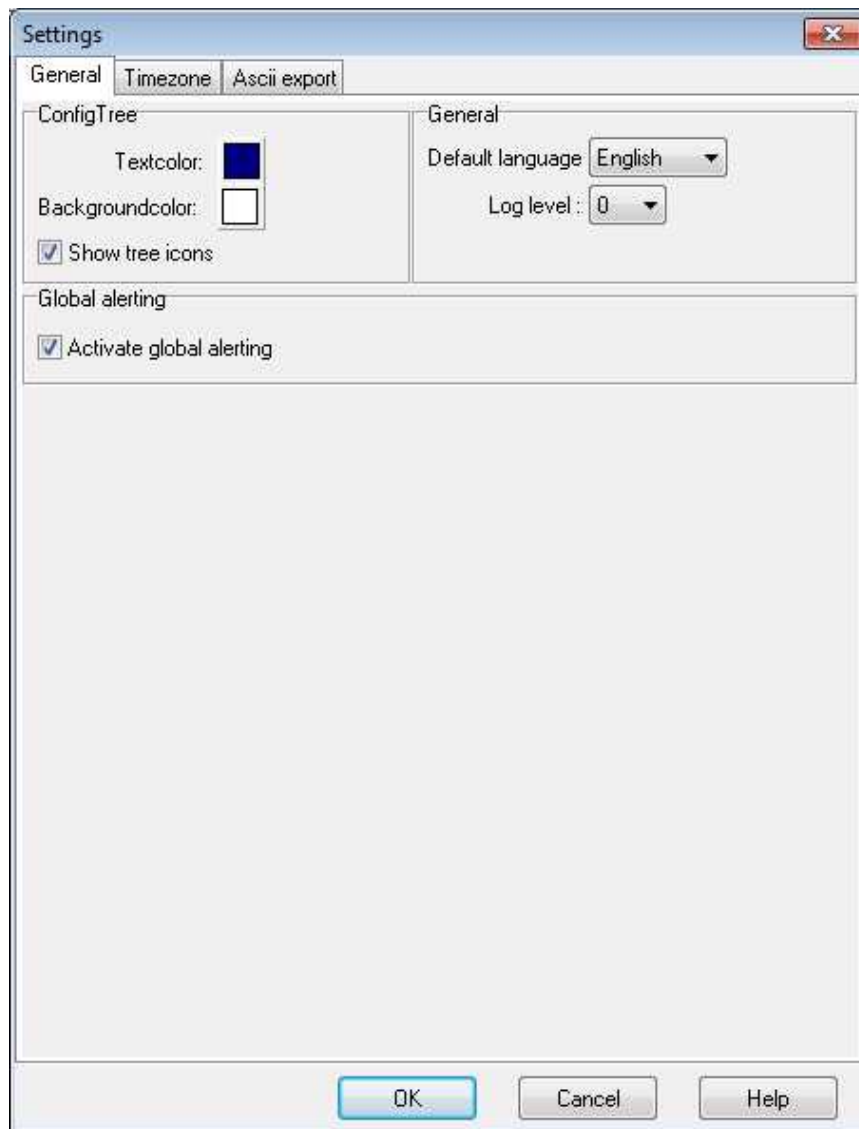 Settings
General Timezone Ascii export
ConfigTree
Textcolor:
Backgroundcolor:
Show tree icons
General
Default language English
Log level : 0
Global alerting
Activate global alerting
OK Cancel Help